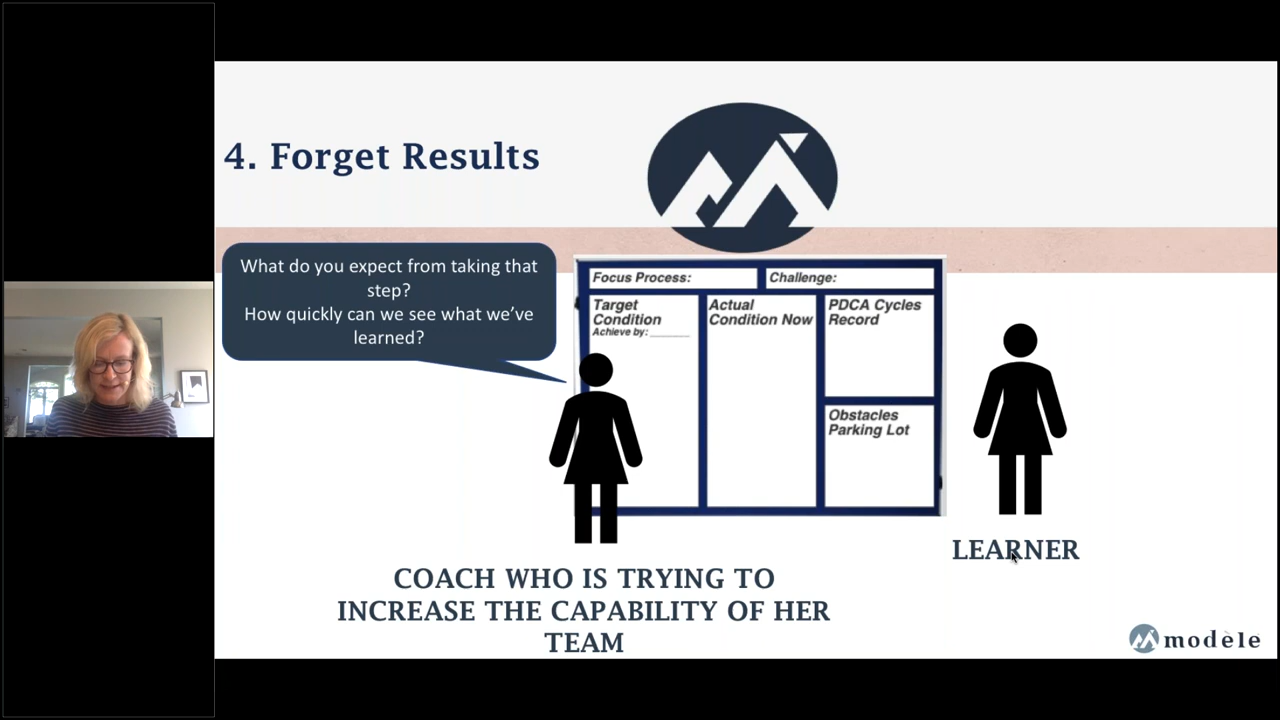 4. Forget Results
What do you expect from taking that
step?
How quickly can we see what we’ve
learned?
Focus Process:
Challenge:
Target
Condition
Achieve by: ________
Actual
Condition Now
PDCA Cycles
Record
Obstacles
Parking Lot
LEARNER
COACH WHO IS TRYING TO
INCREASE THE CAPABILITY OF HER
TEAM
modèle